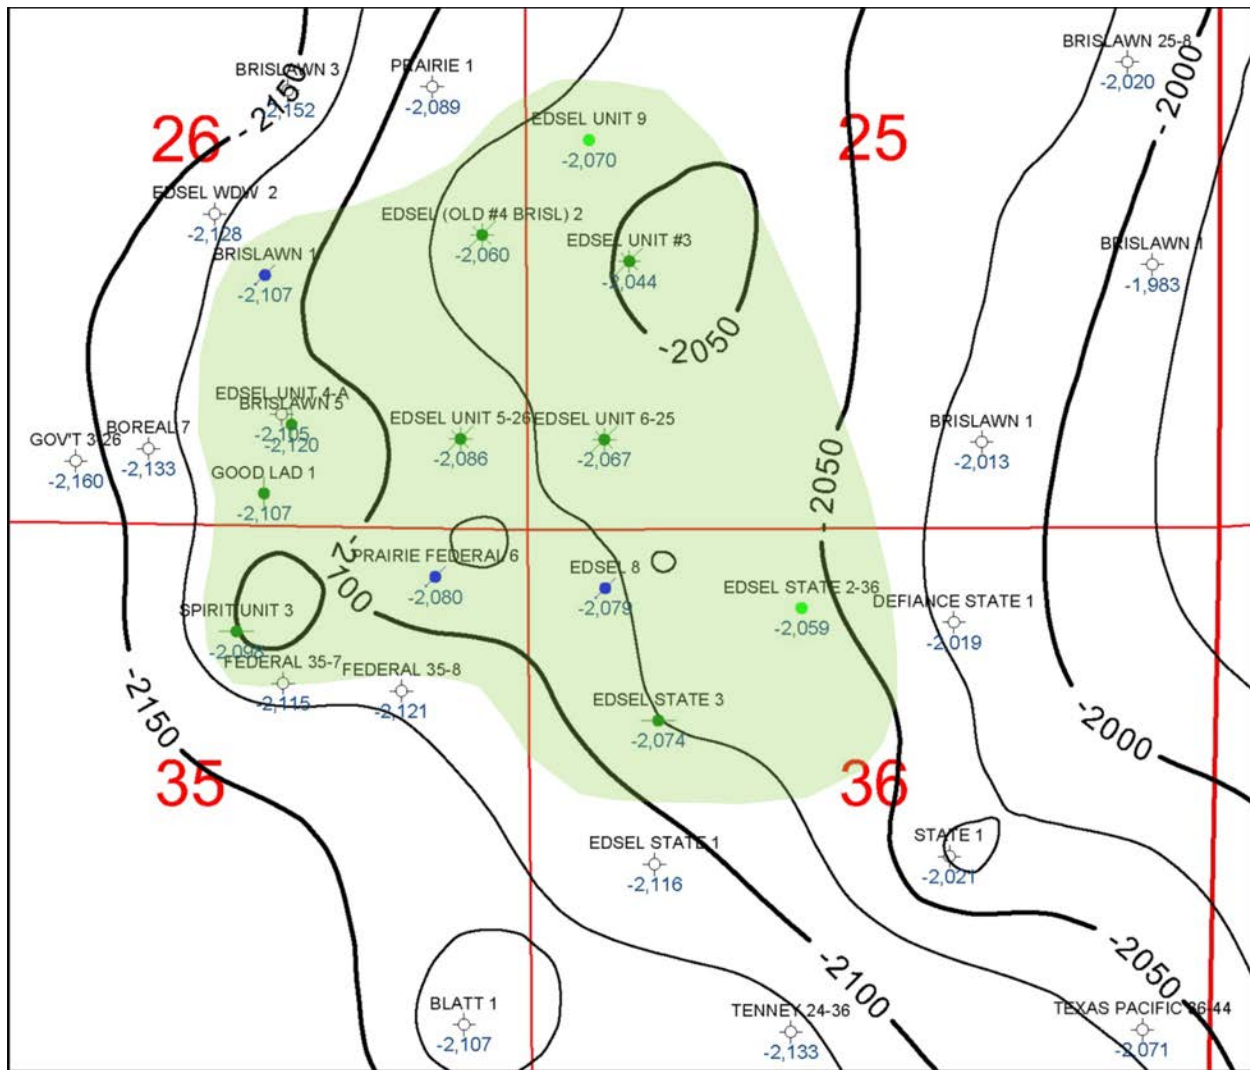 BRISLAWN 25-8
-2,020
-2000
BRISLAWN 3
-2,152
-2150
PRAIRIE 1
-2,089
26
EDSEL UNIT 9
-2,070
25
EDSEL WDW 2
-2,128
EDSEL (OLD #4 BRISL) 2
-2,060
EDSEL UNIT #3
-2,044
-2050
BRISLAWN 1
-2,107
BRISLAWN 1
-1,983
EDSEL UNIT 4-A
BRISLAWN 5
-2,105
-2,120
EDSEL UNIT 5-26
-2,086
EDSEL UNIT 6-25
-2,067
BRISLAWN 1
-2,013
GOV'T 3-26
-2,160
BOREAL 7
-2,133
-2050
GOOD LAD 1
-2,107
-2100
PRAIRIE FEDERAL 6
-2,080
EDSEL 8
-2,079
EDSEL STATE 2-36
-2,059
DEFIANCE STATE 1
-2,019
SPIRIT UNIT 3
-2,098
FEDERAL 35-7
-2,115
FEDERAL 35-8
-2,121
EDSEL STATE 3
-2,074
-2150
-2000
35
36
EDSEL STATE 1
-2,116
STATE 1
-2,021
-2100
-2050
BLATT 1
-2,107
TENNEY 24-36
-2,133
TEXAS PACIFIC 36-44
-2,071